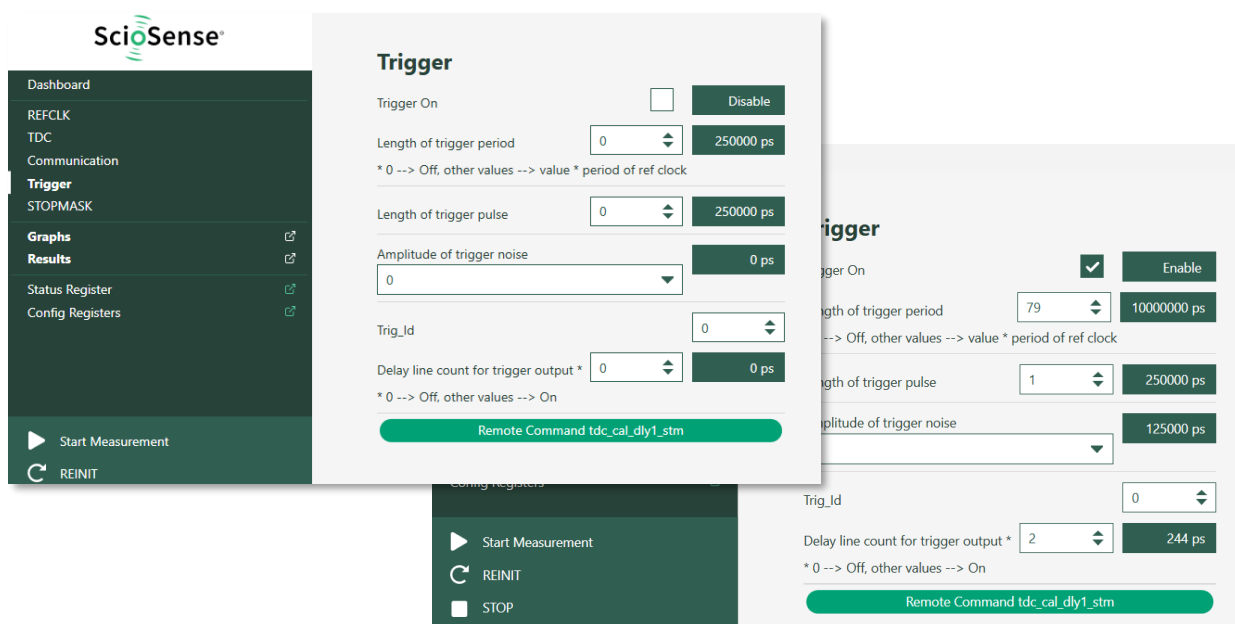 ScioSense
Dashboard
REFCLK
TDC
Communication
Trigger
STOPMASK
Graphs
Results
Status Register
Config Registers
Start Measurement
REINIT
Trigger
Trigger On Disable
Length of trigger period 0 250000 ps
* 0 --> Off, other values --> value * period of ref clock
Length of trigger pulse 0 250000 ps
Amplitude of trigger noise 0 ps
0
Trig_Id 0
Delay line count for trigger output * 0 0 ps
* 0 --> Off, other values --> On
Remote Command tdc_cal_dly1_stm
Config Registers
Start Measurement
REINIT
STOP
rigger
gger On Enable
ngth of trigger period 79 10000000 ps
--> Off, other values --> value * period of ref clock
ngth of trigger pulse 1 250000 ps
plitude of trigger noise 125000 ps
Trig_Id 0
Delay line count for trigger output * 2 244 ps
* 0 --> Off, other values --> On
Remote Command tdc_cal_dly1_stm